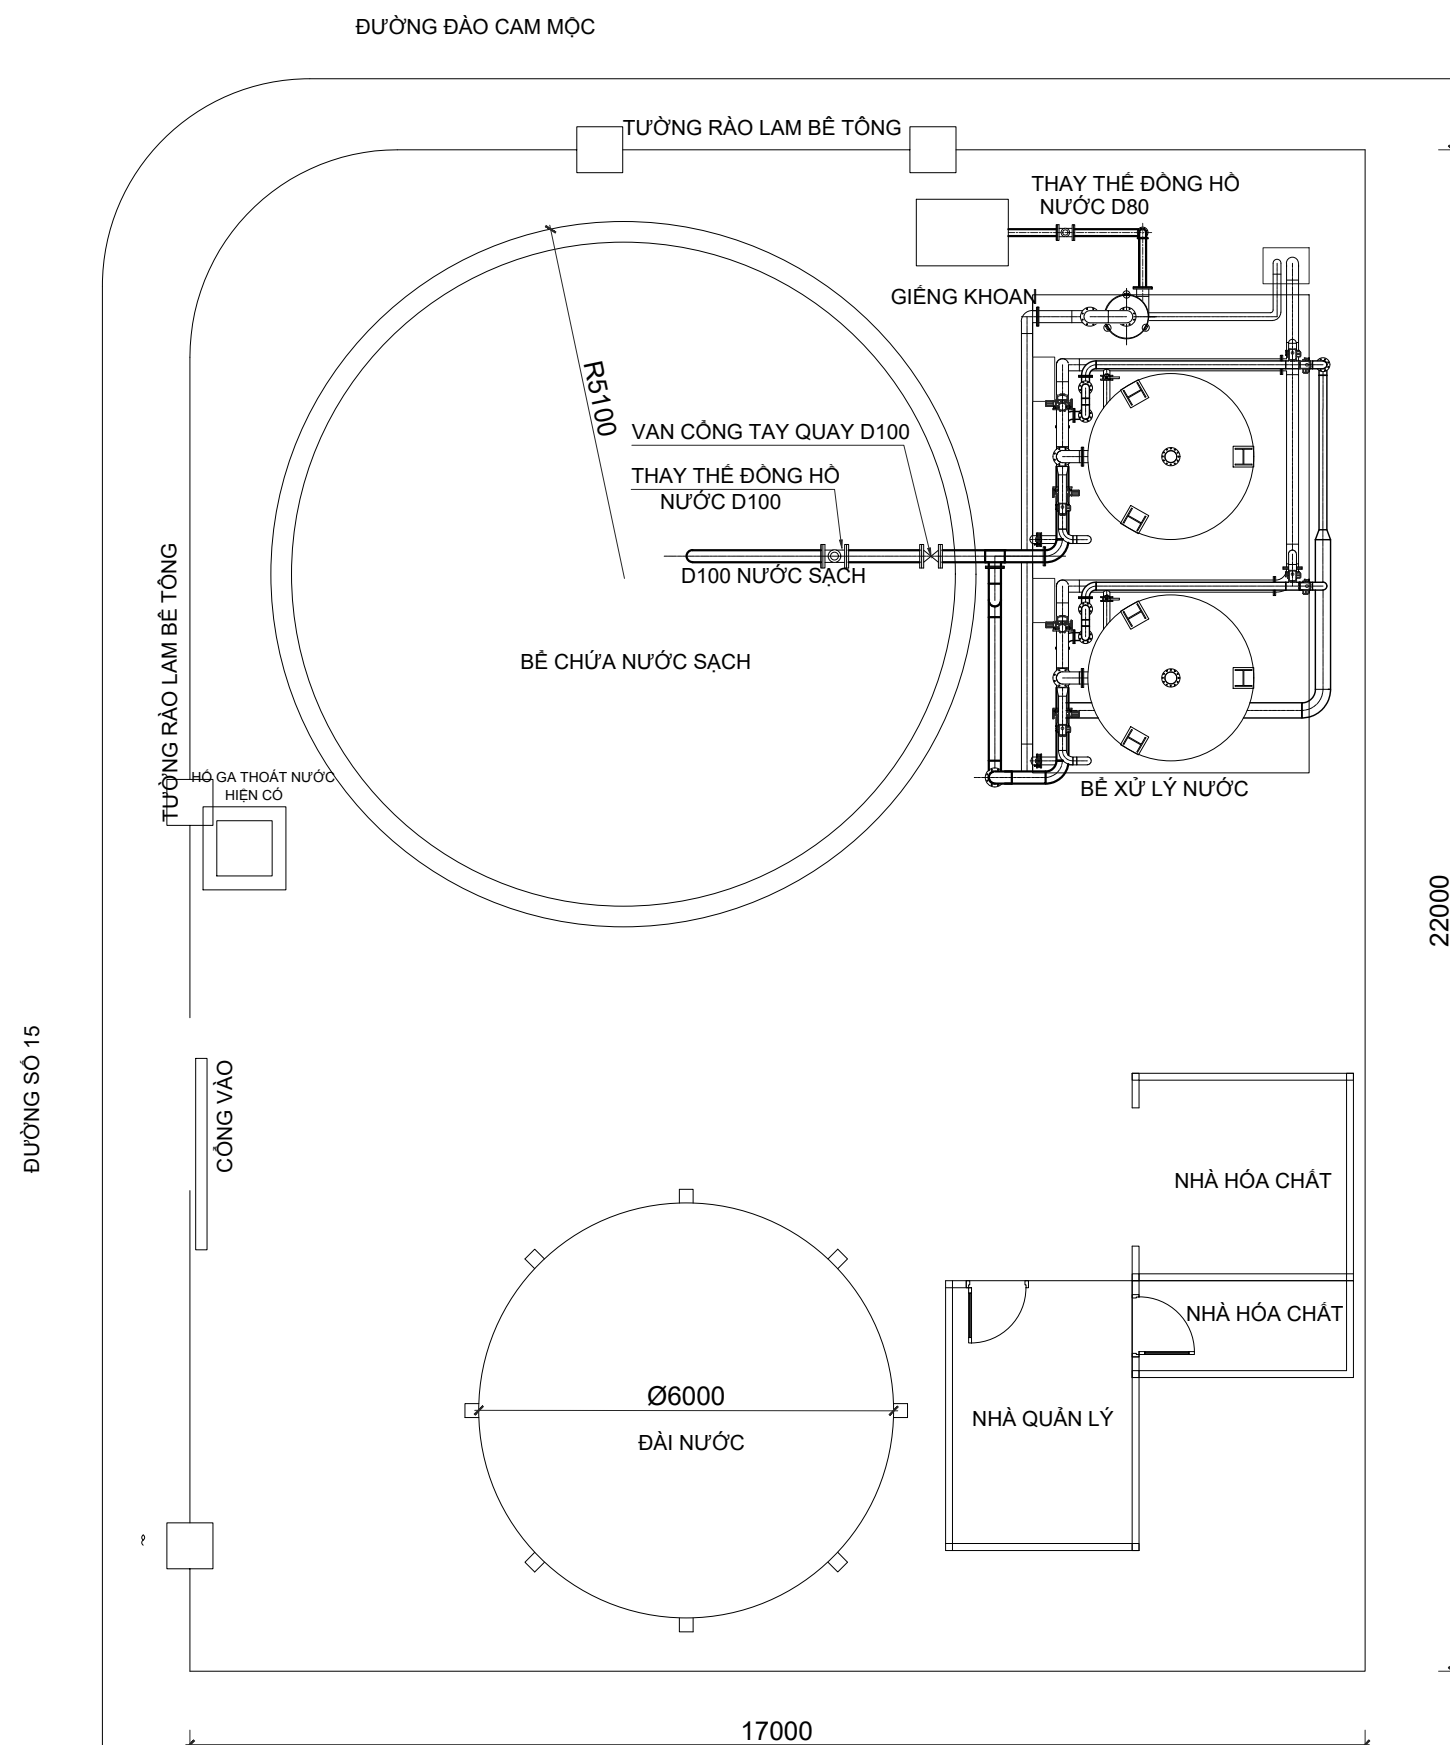 ĐƯỜNG ĐÀO CAM MỘC
TƯỜNG RÀO LAM BÊ TÔNG
THAY THẾ ĐỒNG HỒ
NƯỚC D80
GIẾNG KHOAN
R5100
VAN CỔNG TAY QUAY D100
THAY THẾ ĐỒNG HỒ
NƯỚC D100
D100 NƯỚC SẠCH
BỂ CHỨA NƯỚC SẠCH
TƯỜNG RÀO LAM BÊ TÔNG
HỐ GA THOÁT NƯỚC
HIỆN CÓ
BỂ XỬ LÝ NƯỚC
22000
ĐƯỜNG SỐ 15
CỔNG VÀO
NHÀ HÓA CHẤT
NHÀ HÓA CHẤT
Ø6000
ĐÀI NƯỚC
NHÀ QUẢN LÝ
17000